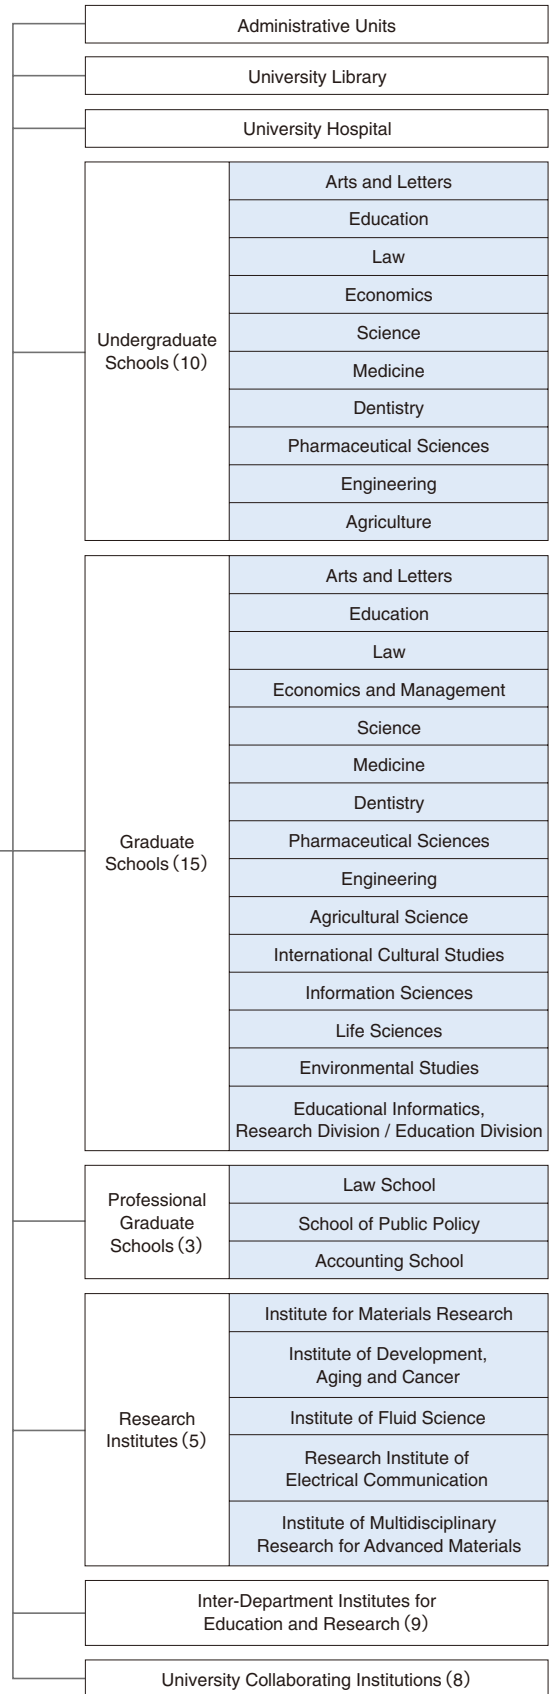 Administrative Units
University Library
University Hospital
Undergraduate
Schools (10)
Arts and Letters
Education
Law
Economics
Science
Medicine
Dentistry
Pharmaceutical Sciences
Engineering
Agriculture
Graduate
Schools (15)
Arts and Letters
Education
Law
Economics and Management
Science
Medicine
Dentistry
Pharmaceutical Sciences
Engineering
Agricultural Science
International Cultural Studies
Information Sciences
Life Sciences
Environmental Studies
Educational Informatics,
Research Division / Education Division
Professional
Graduate
Schools (3)
Law School
School of Public Policy
Accounting School
Research
Institutes (5)
Institute for Materials Research
Institute of Development,
Aging and Cancer
Institute of Fluid Science
Research Institute of
Electrical Communication
Institute of Multidisciplinary
Research for Advanced Materials
Inter-Department Institutes for
Education and Research (9)
University Collaborating Institutions (8)